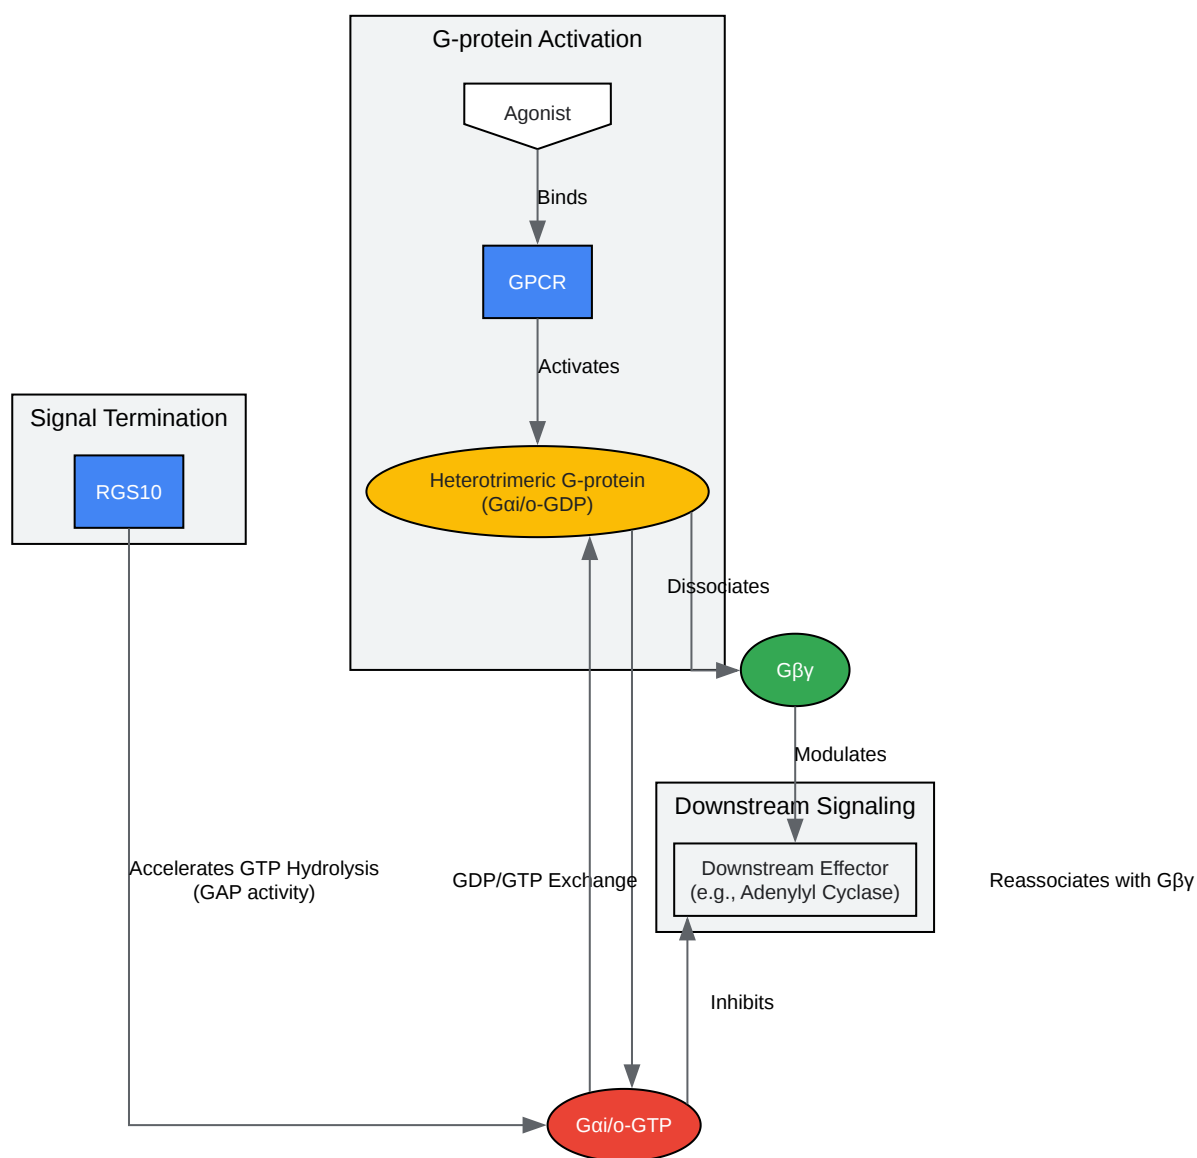 G-protein Activation
Agonist
Binds
GPCR
Activates
Signal Termination
RGS10
Heterotrimeric G-protein
(Gαi/o-GDP)
Dissociates
Gβγ
Modulates
Downstream Signaling
Downstream Effector
(e.g., Adenylyl Cyclase)
Accelerates GTP Hydrolysis
(GAP activity)
GDP/GTP Exchange
Reassociates with Gβγ
Inhibits
Gαi/o-GTP